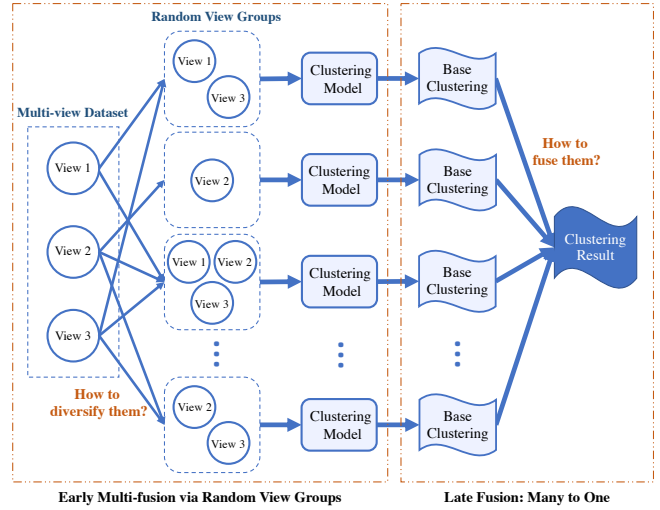 Random View Groups
View 1
View 3
Clustering
Model
Base
Clustering
Multi-view Dataset
How to
fuse them?
View 1
View 2
Clustering
Model
Base
Clustering
View 2
View 1
View 2
View 3
Clustering
Model
Base
Clustering
Clustering
Result
View 3
How to
diversify them?
View 2
View 3
Clustering
Model
Base
Clustering
Early Multi-fusion via Random View Groups
Late Fusion: Many to One